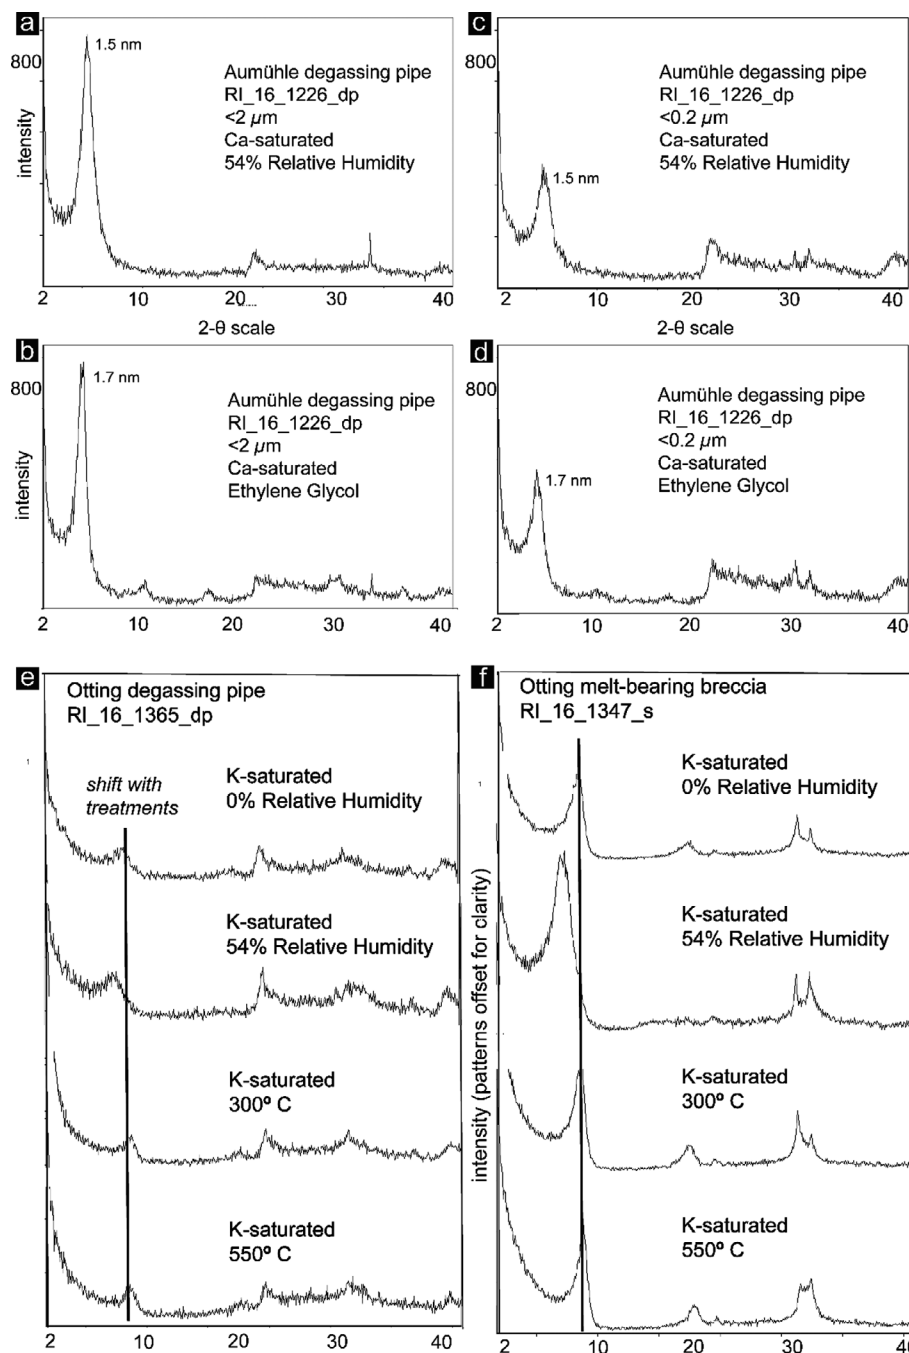 a
1.5 nm
800
Aumühle degassing pipe
RI_16_1226_dp
<2 µm
Ca-saturated
54% Relative Humidity
intensity
2 10 20 30 40
2-θ scale
c
800
1.5 nm
Aumühle degassing pipe
RI_16_1226_dp
<0.2 µm
Ca-saturated
54% Relative Humidity
2 10 20 30 40
2-θ scale
b
800
1.7 nm
Aumühle degassing pipe
RI_16_1226_dp
<2 µm
Ca-saturated
Ethylene Glycol
intensity
2 10 20 30 40
d
800
1.7 nm
Aumühle degassing pipe
RI_16_1226_dp
<0.2 µm
Ca-saturated
Ethylene Glycol
2 10 20 30 40
e
Otting degassing pipe
RI_16_1365_dp
1
shift with
treatments
K-saturated
0% Relative Humidity
K-saturated
54% Relative Humidity
K-saturated
300º C
K-saturated
550º C
2 10 20 30 40
f
Otting melt-bearing breccia
RI_16_1347_s
1
K-saturated
0% Relative Humidity
K-saturated
54% Relative Humidity
K-saturated
300º C
K-saturated
550º C
intensity (patterns offset for clarity)
2 10 20 30 40